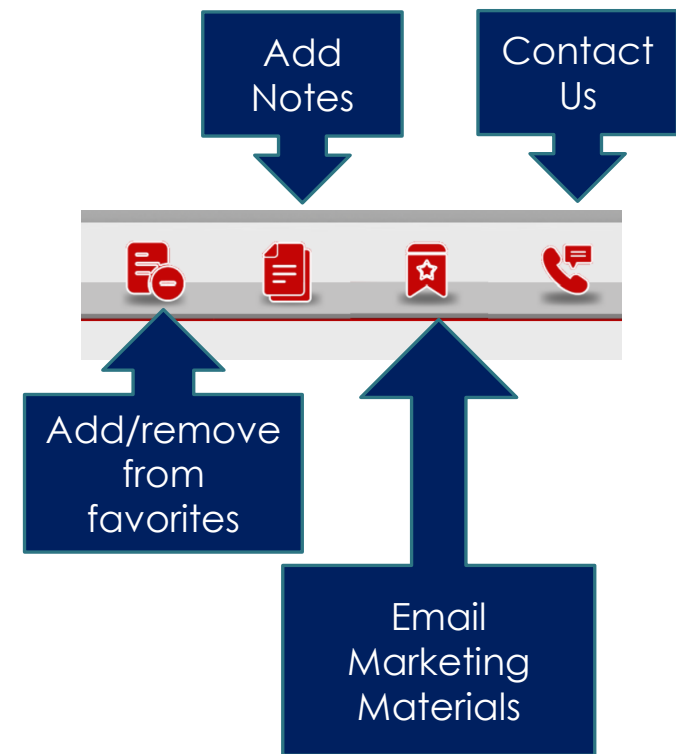 Add
Notes
Contact
Us
Add/remove
from
favorites
Email
Marketing
Materials